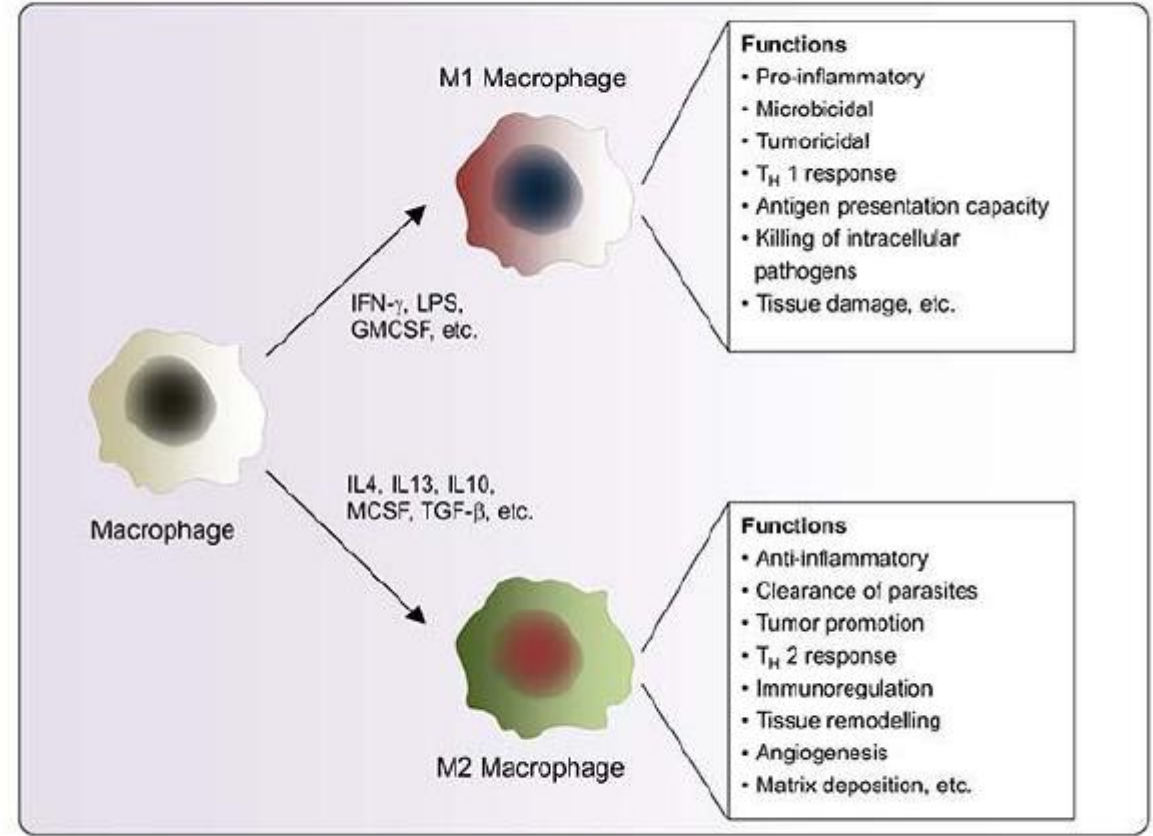 M1 Macrophage
IFN-γ, LPS,
GMCSF, etc.
Macrophage
IL4, IL13, IL10,
MCSF, TGF-β, etc.
M2 Macrophage
Functions
• Pro-inflammatory
• Microbicidal
• Tumoricidal
• TH 1 response
• Antigen presentation capacity
• Killing of intracellular
pathogens
• Tissue damage, etc.
Functions
• Anti-inflammatory
• Clearance of parasites
• Tumor promotion
• TH 2 response
• Immunoregulation
• Tissue remodelling
• Angiogenesis
• Matrix deposition, etc.